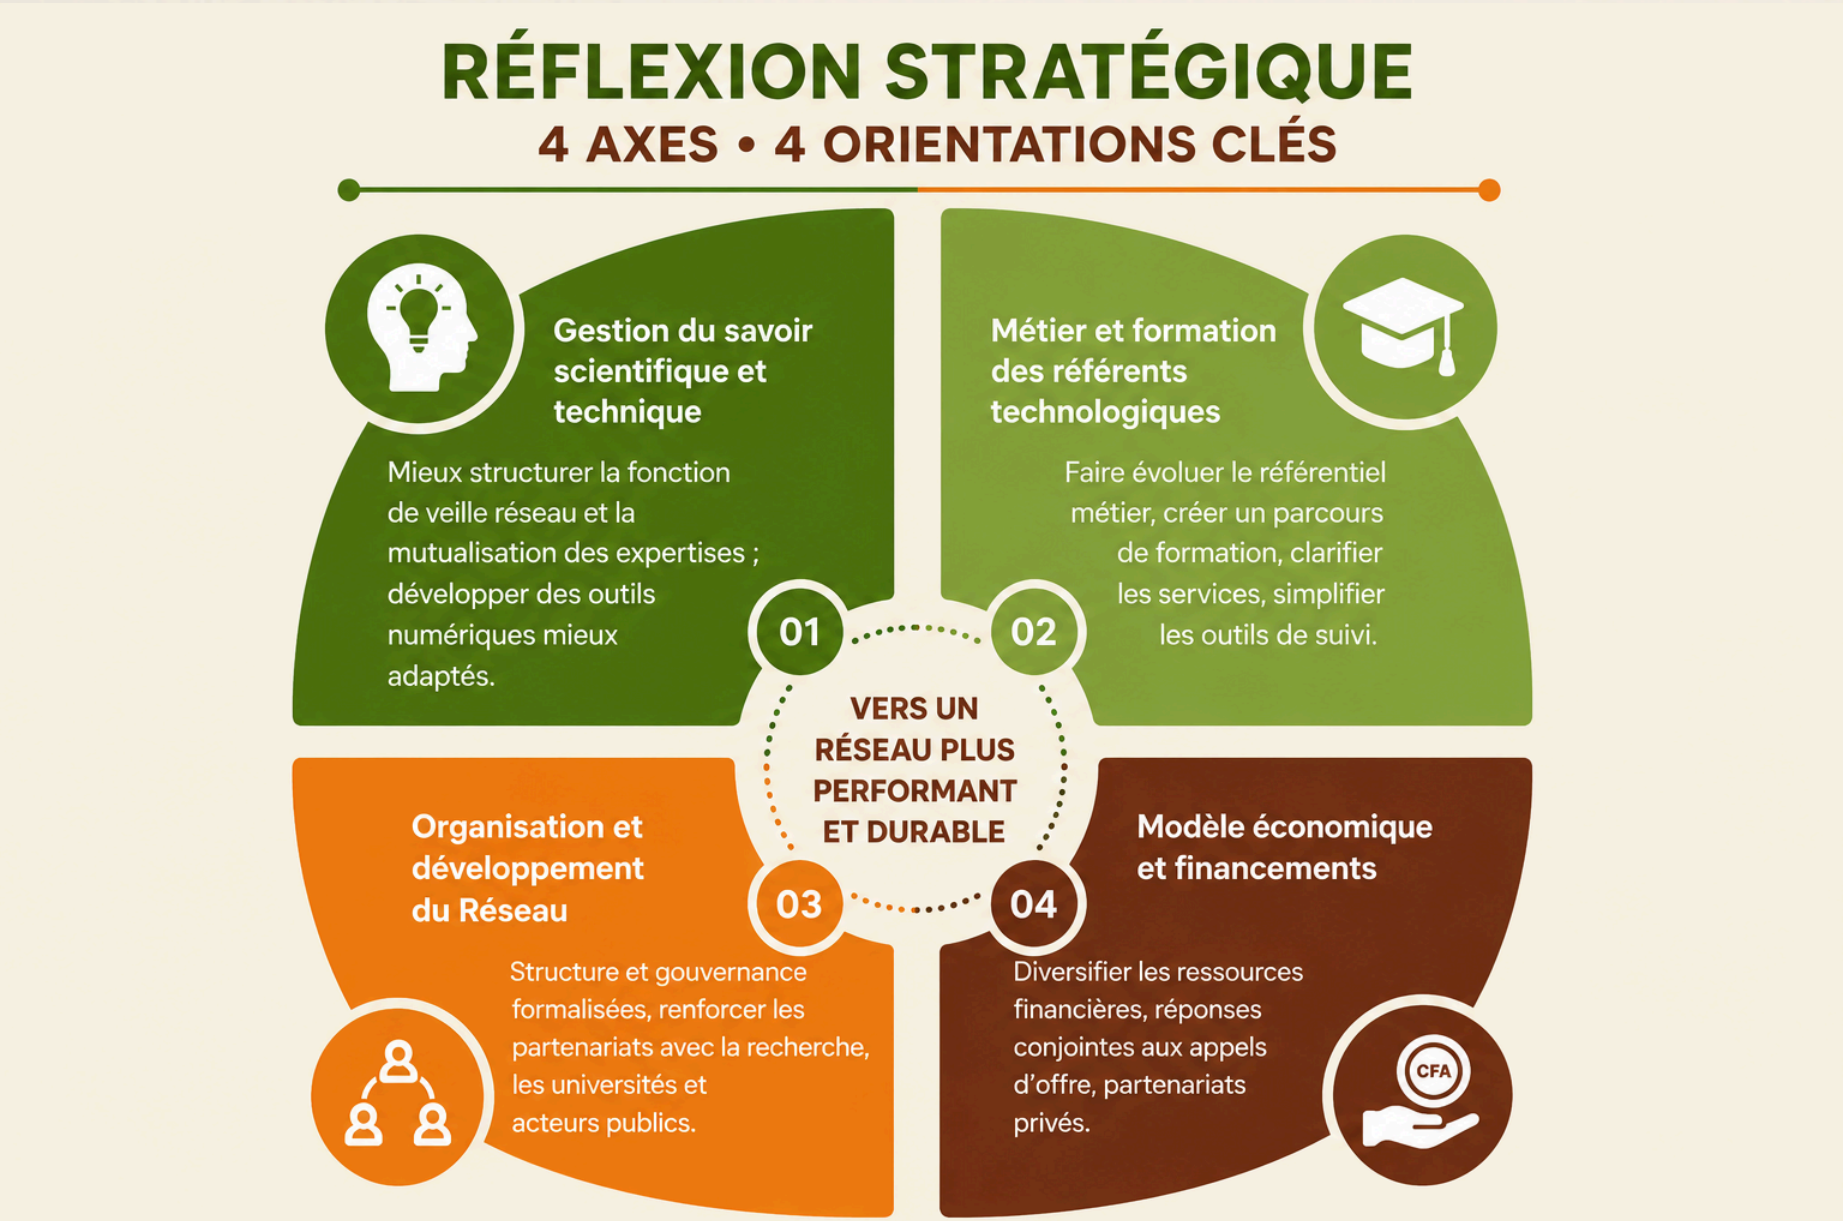 RÉFLEXION STRATÉGIQUE
4 AXES • 4 ORIENTATIONS CLÉS
Gestion du savoir
scientifique et
technique
Mieux structurer la fonction
de veille réseau et la
mutualisation des expertises ;
développer des outils
numériques mieux
adaptés.
01
Métier et formation
des référents
technologiques
Faire évoluer le référentiel
métier, créer un parcours
de formation, clarifier
les services, simplifier
les outils de suivi.
02
VERS UN
RÉSEAU PLUS
PERFORMANT
ET DURABLE
Organisation et
développement
du Réseau
03
Structure et gouvernance
formalisées, renforcer les
partenariats avec la recherche,
les universités et
acteurs publics.
Modèle économique
et financements
04
Diversifier les ressources
financières, réponses
conjointes aux appels
d’offre, partenariats
privés.
CFA